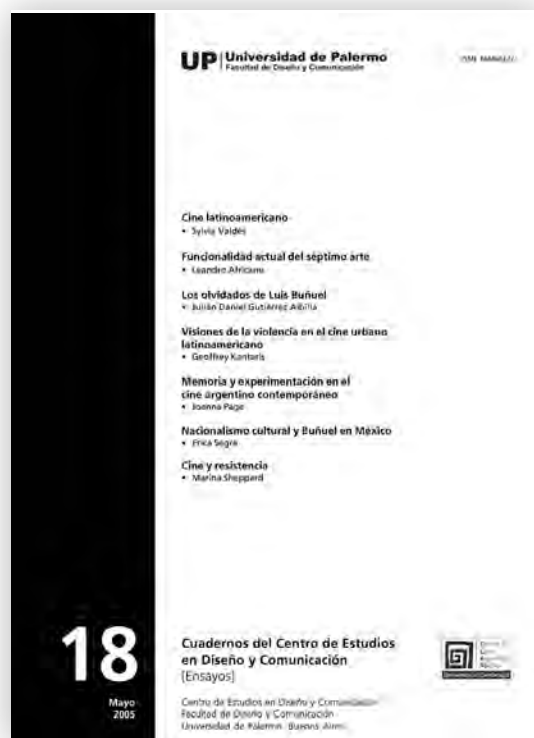 UP Universidad de Palermo
Facultad de Diseño y Comunicación
Cine latinoamericano
• Sylvia Valdés
Funcionalidad actual del séptimo arte
• Leandro Africano
Los olvidados de Luis Buñuel
• Julián Daniel Gutiérrez Albilla
Visiones de la violencia en el cine urbano
latinoamericano
• Geoffrey Kantaris
Memoria y experimentación en el
cine argentino contemporáneo
• Joanna Page
Nacionalismo cultural y Buñuel en México
• Erica Segre
Cine y resistencia
• Marina Sheppard
18
Mayo
2005
Cuadernos del Centro de Estudios
en Diseño y Comunicación
[Ensayos]
Centro de Estudios en Diseño y Comunicación
Facultad de Diseño y Comunicación
Universidad de Palermo. Buenos Aires.